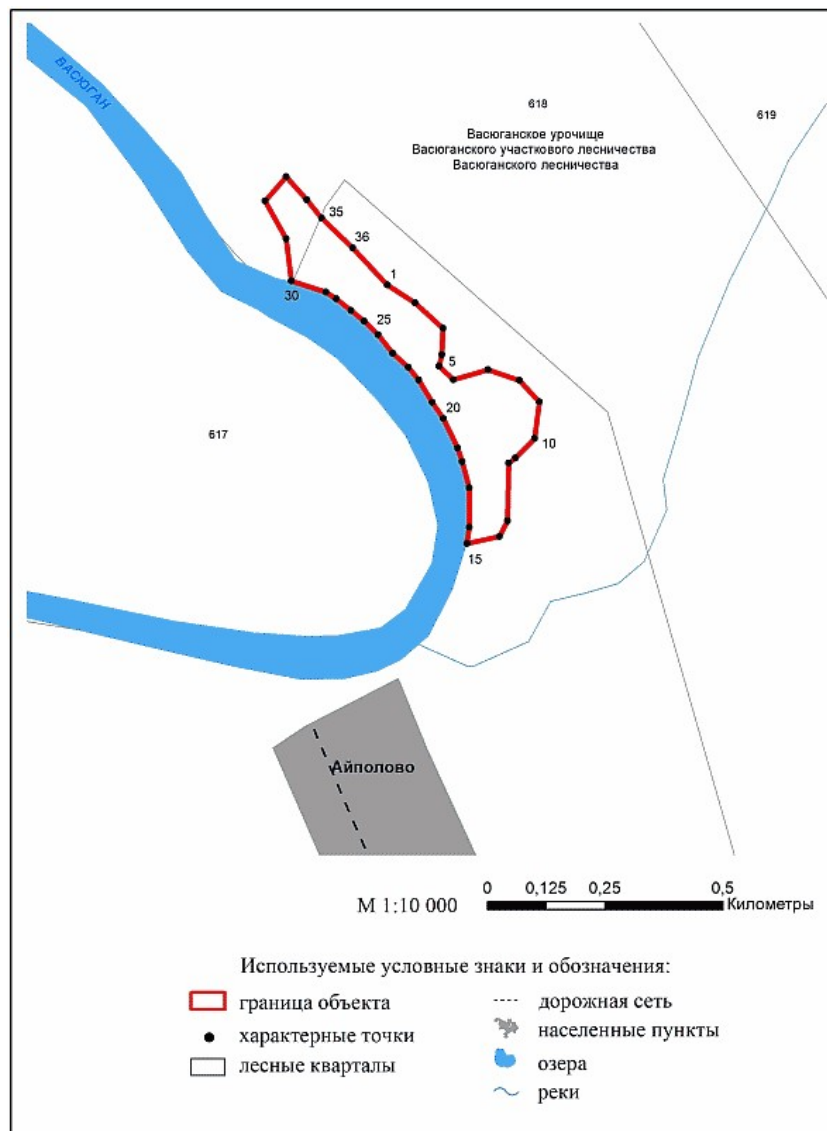 ВАСЮГАН
618
619
Васюганское урочище
Васюганского участкового лесничества
Васюганского лесничества
35
36
1
30
25
5
20
617
10
15
Айполово
0 0,125 0,25 0,5
М 1:10 000 Километры
Используемые условные знаки и обозначения:
граница объекта
дорожная сеть
характерные точки
населенные пункты
лесные кварталы
озера
реки